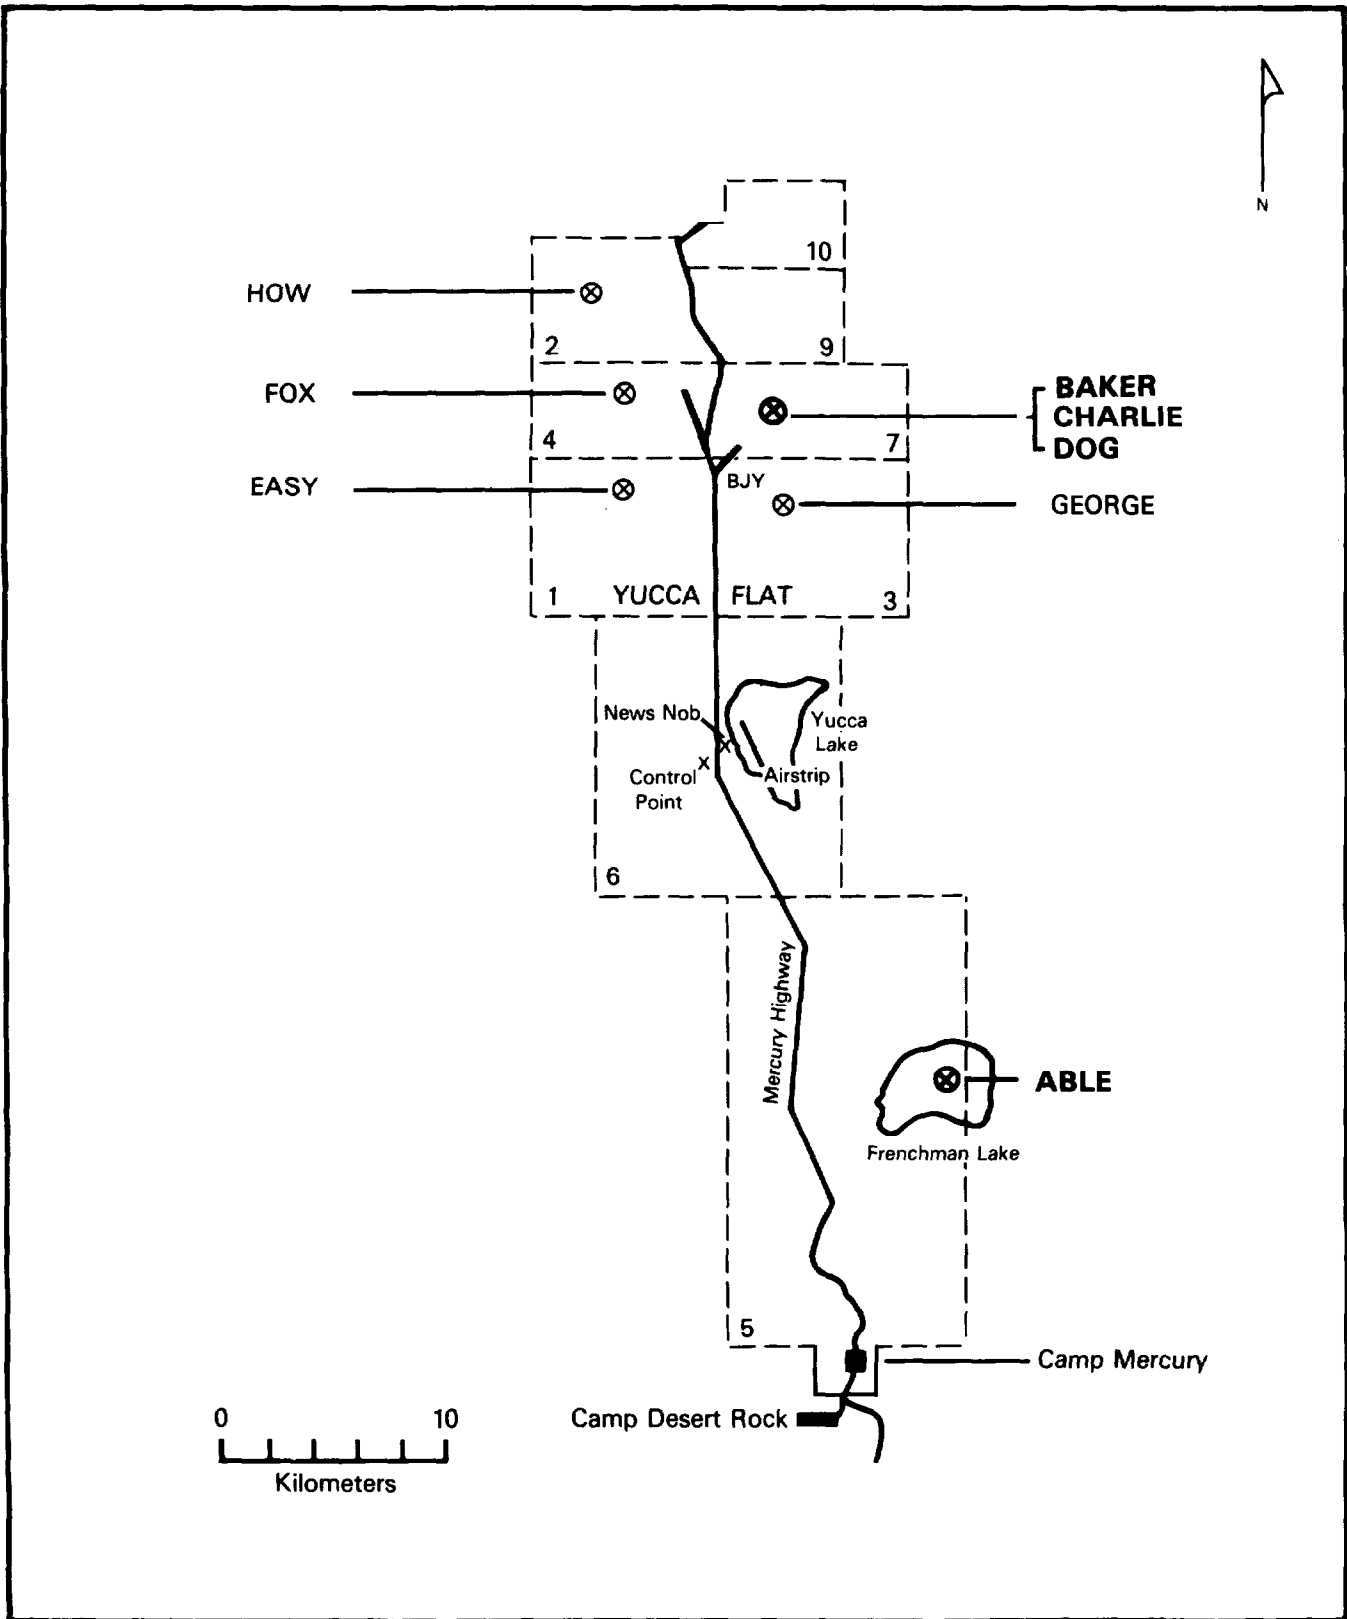 N
10
HOW
2
9
FOX
BAKER
CHARLIE
DOG
4
7
EASY
BJY
GEORGE
1
YUCCA FLAT
3
News Nob
Yucca
Lake
X
X
Control
Point
Airstrip
6
Mercury Highway
ABLE
Frenchman Lake
5
Camp Mercury
0
10
Camp Desert Rock
Kilometers